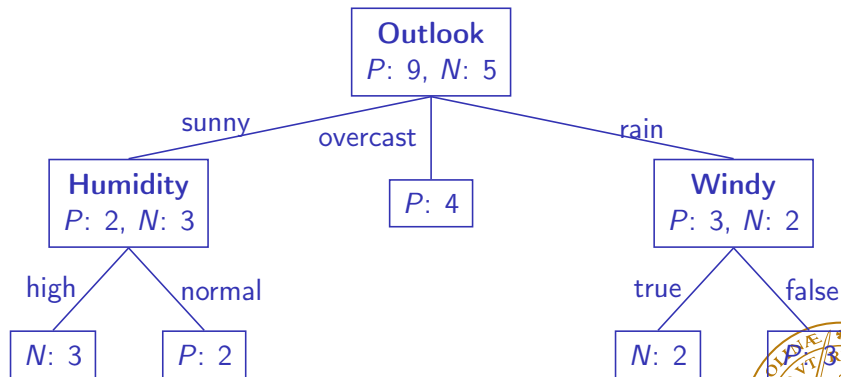 Outlook
P: 9, N: 5
sunny
overcast
rain
Humidity
P: 2, N: 3
P: 4
Windy
P: 3, N: 2
high
normal
true
false
N: 3
P: 2
N: 2
P: 3